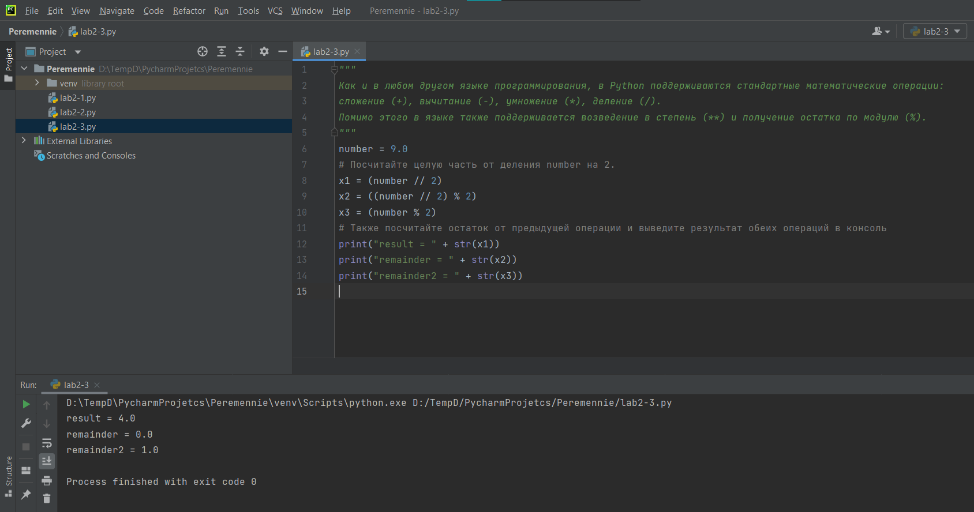 File Edit View Navigate Code Refactor Run Tools VCS Window Help Peremennie - lab2-3.py
Peremennie lab2-3.py lab2-3
Project
Project
Peremennie D:\TempD\PycharmProjetcs\Peremennie
venv library root
lab2-1.py
lab2-2.py
lab2-3.py
External Libraries
Scratches and Consoles
lab2-3.py
1 """
2 Как и в любом другом языке программирования, в Python поддерживаются стандартные математические операции:
3 сложение (+), вычитание (-), умножение (*), деление (/).
4 Помимо этого в языке также поддерживается возведение в степень (**) и получение остатка по модулю (%).
5 """
6 number = 9.0
7 # Посчитайте целую часть от деления number на 2.
8 x1 = (number // 2)
9 x2 = ((number // 2) % 2)
10 x3 = (number % 2)
11 # Также посчитайте остаток от предыдущей операции и выведите результат обеих операций в консоль
12 print("result = " + str(x1))
13 print("remainder = " + str(x2))
14 print("remainder2 = " + str(x3))
15
Run: lab2-3
D:\TempD\PycharmProjetcs\Peremennie\venv\Scripts\python.exe D:/TempD/PycharmProjetcs/Peremennie/lab2-3.py
result = 4.0
remainder = 0.0
remainder2 = 1.0
Process finished with exit code 0
Structure